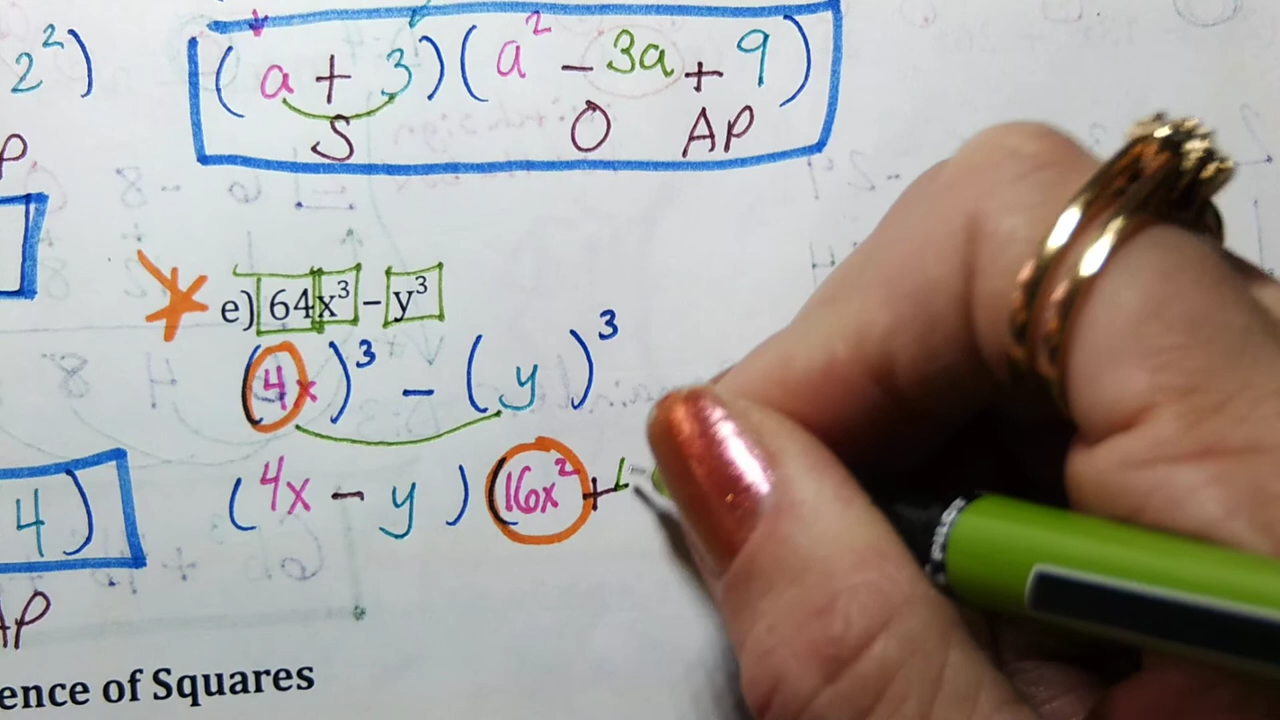 2²)
(a + 3)(a² - 3a + 9)
S O AP
P
e) 64x³ - y³
(4x)³ - (y)³
(4x - y)(16x² +
4)
AP
ence of Squares